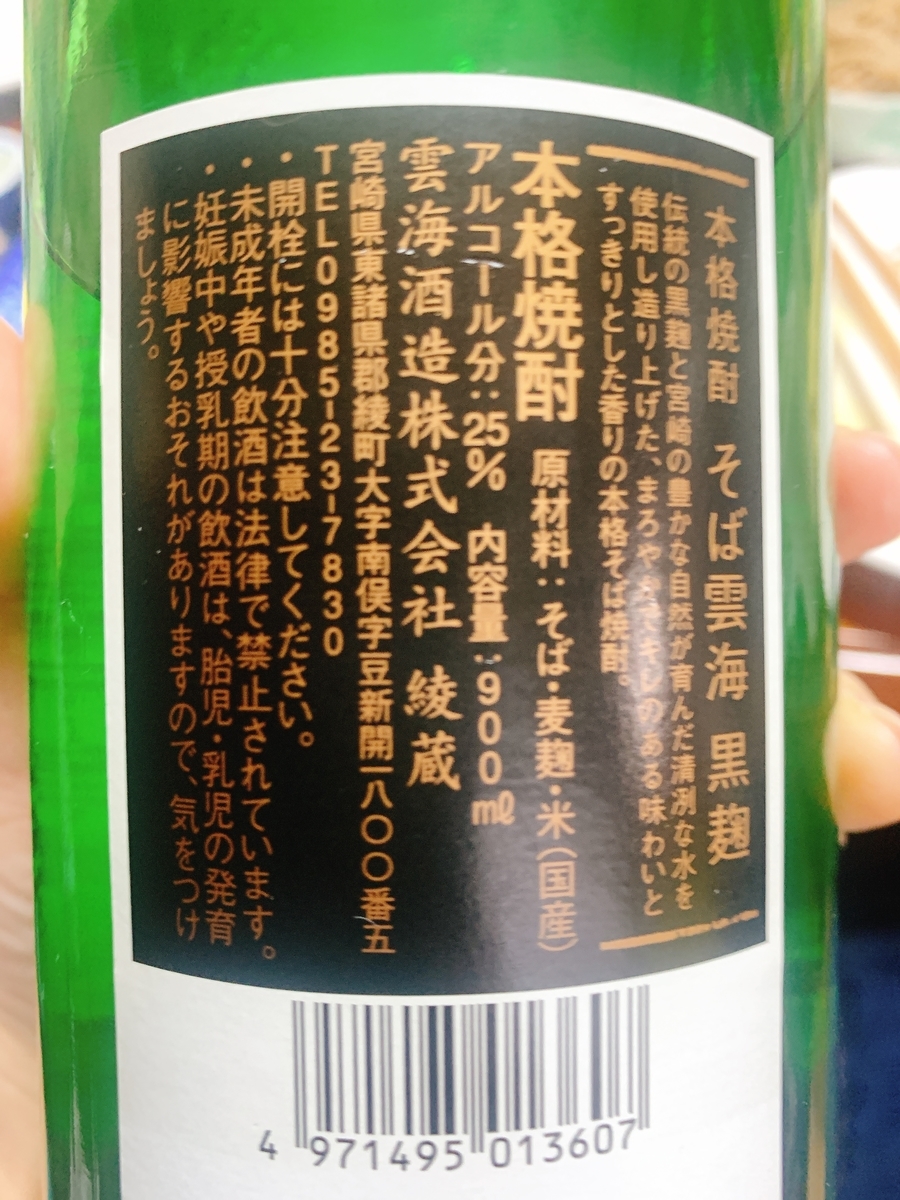 本格焼酎 そば雲海 黒麹
伝統の黒麹と宮崎の豊かな自然が育んだ清冽な水を
使用し造り上げた、まろやかでキレのある味わいと
すっきりとした香りの本格そば焼酎。
本格焼酎 原材料：そば・麦麹・米（国産）
アルコール分：25% 内容量：900㎖
雲海酒造株式会社 綾蔵
宮崎県東諸県郡綾町大字南俣字豆新開一八〇〇番五
TEL0985-23-7830
・開栓には十分注意してください。
・未成年者の飲酒は法律で禁止されています。
・妊娠中や授乳期の飲酒は、胎児・乳児の発育
に影響するおそれがありますので、気をつけ
ましょう。
4 971495 013607